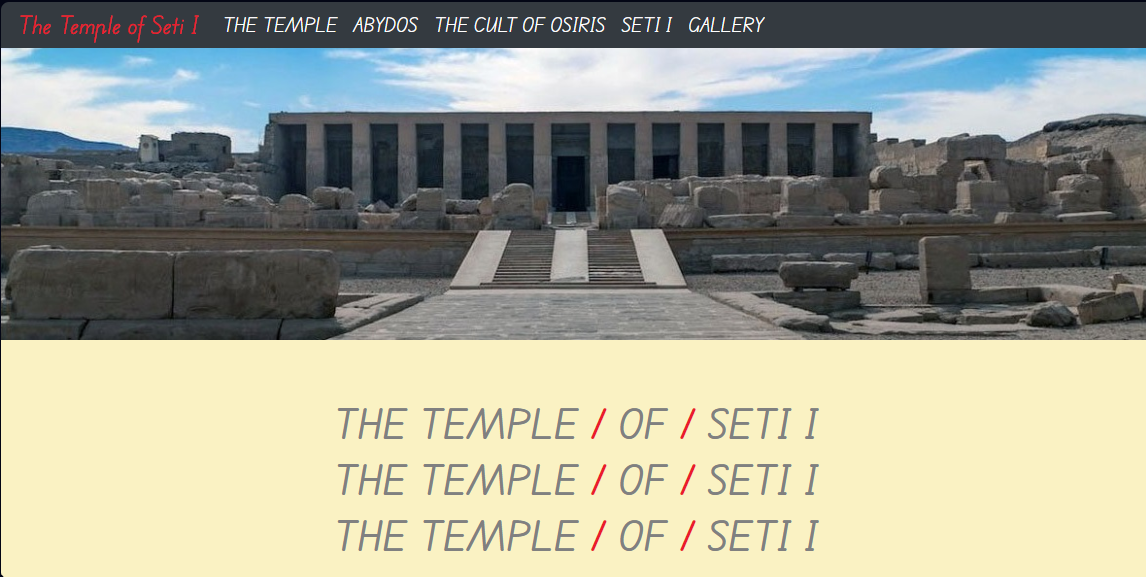 The Temple of Seti I THE TEMPLE ABYDOS THE CULT OF OSIRIS SETI I GALLERY
THE TEMPLE / OF / SETI I
THE TEMPLE / OF / SETI I
THE TEMPLE / OF / SETI I